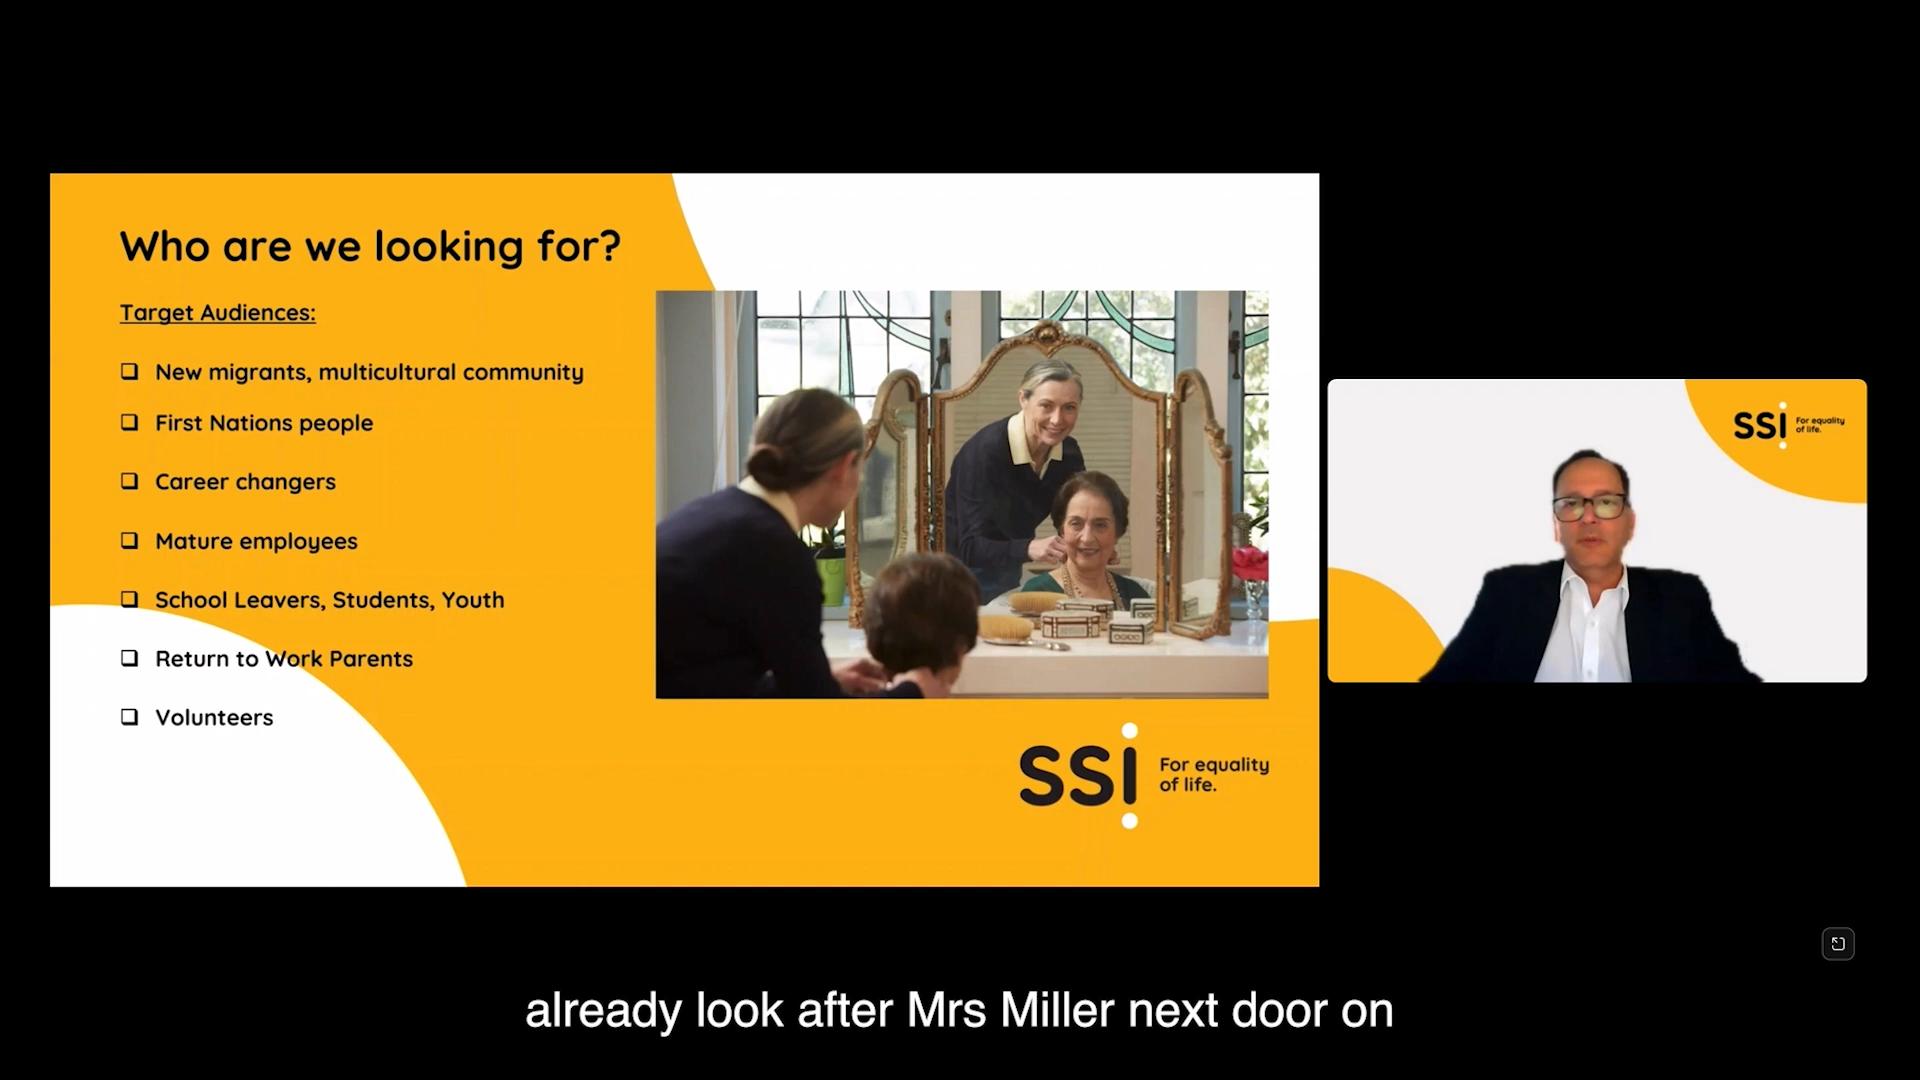 Who are we looking for?
Target Audiences:
New migrants, multicultural community
First Nations people
Career changers
Mature employees
School Leavers, Students, Youth
Return to Work Parents
Volunteers
SSI
For equality
of life.
SSI
For equality
of life.
already look after Mrs Miller next door on